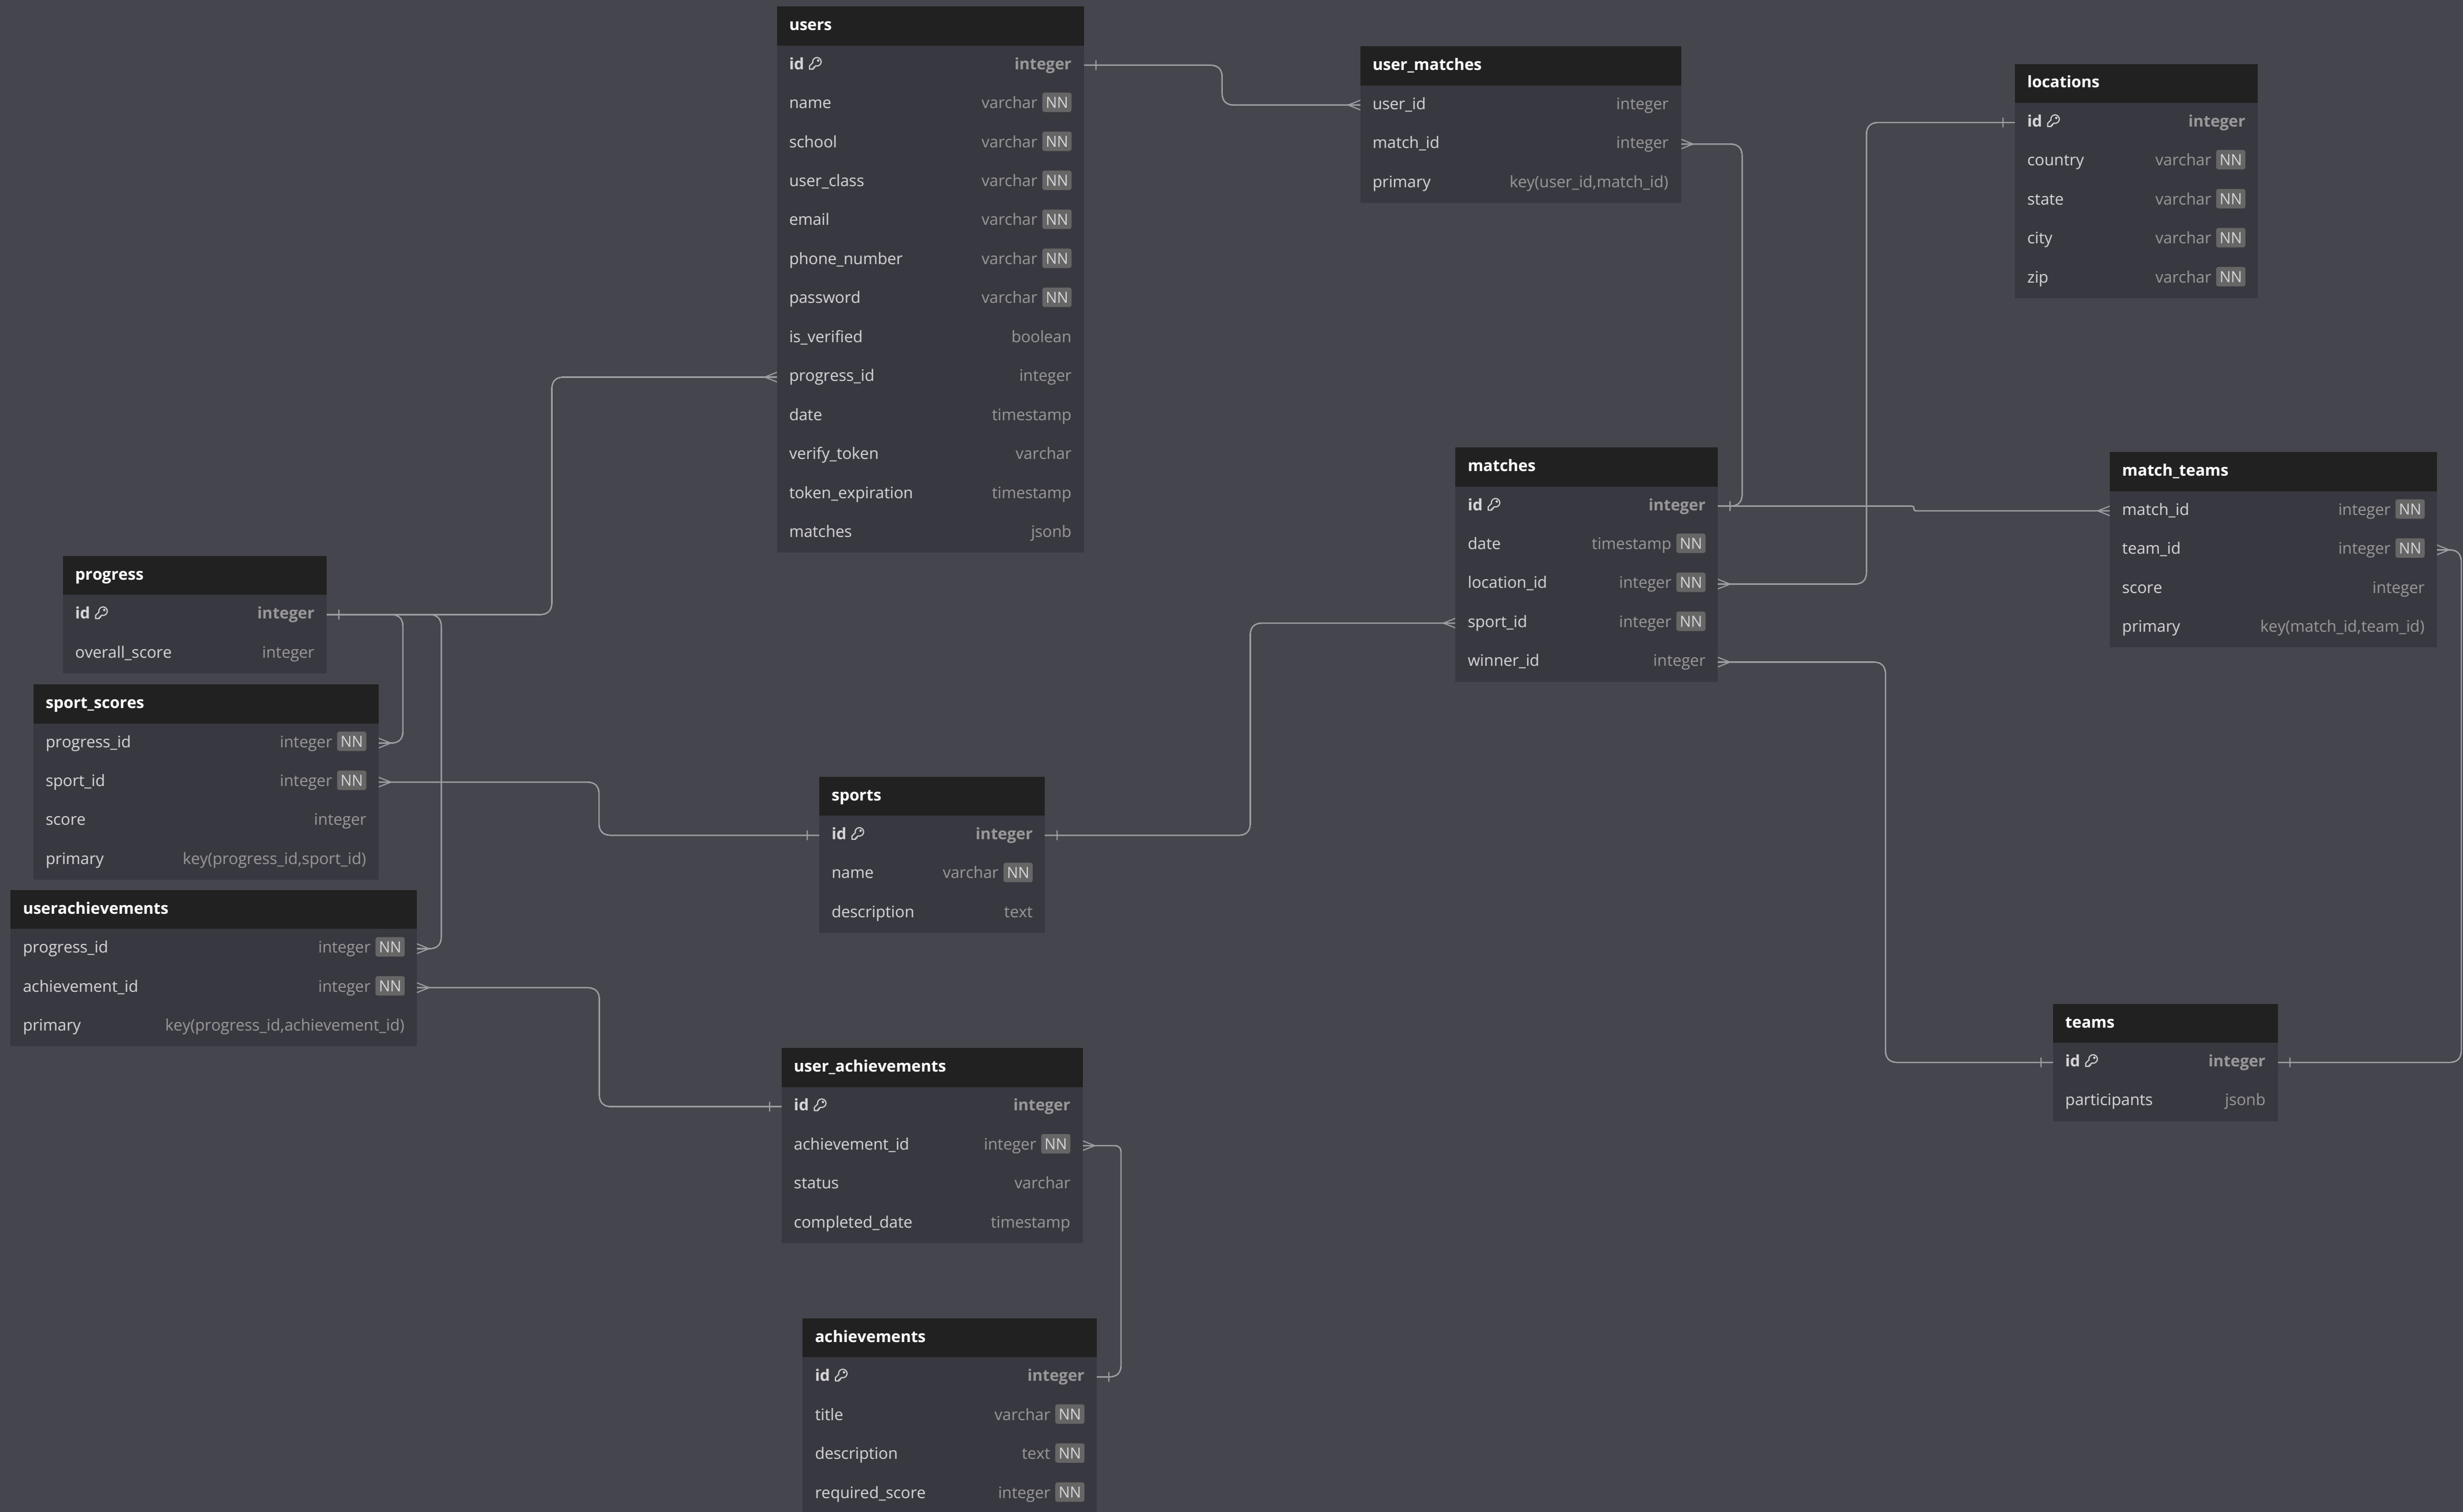 users
id integer
name varchar NN
school varchar NN
user_class varchar NN
email varchar NN
phone_number varchar NN
password varchar NN
is_verified boolean
progress_id integer
date timestamp
verify_token varchar
token_expiration timestamp
matches jsonb
user_matches
user_id integer
match_id integer
primary key(user_id,match_id)
locations
id integer
country varchar NN
state varchar NN
city varchar NN
zip varchar NN
matches
id integer
date timestamp NN
location_id integer NN
sport_id integer NN
winner_id integer
match_teams
match_id integer NN
team_id integer NN
score integer
primary key(match_id,team_id)
progress
id integer
overall_score integer
sport_scores
progress_id integer NN
sport_id integer NN
score integer
primary key(progress_id,sport_id)
sports
id integer
name varchar NN
description text
userachievements
progress_id integer NN
achievement_id integer NN
primary key(progress_id,achievement_id)
teams
id integer
participants jsonb
user_achievements
id integer
achievement_id integer NN
status varchar
completed_date timestamp
achievements
id integer
title varchar NN
description text NN
required_score integer NN